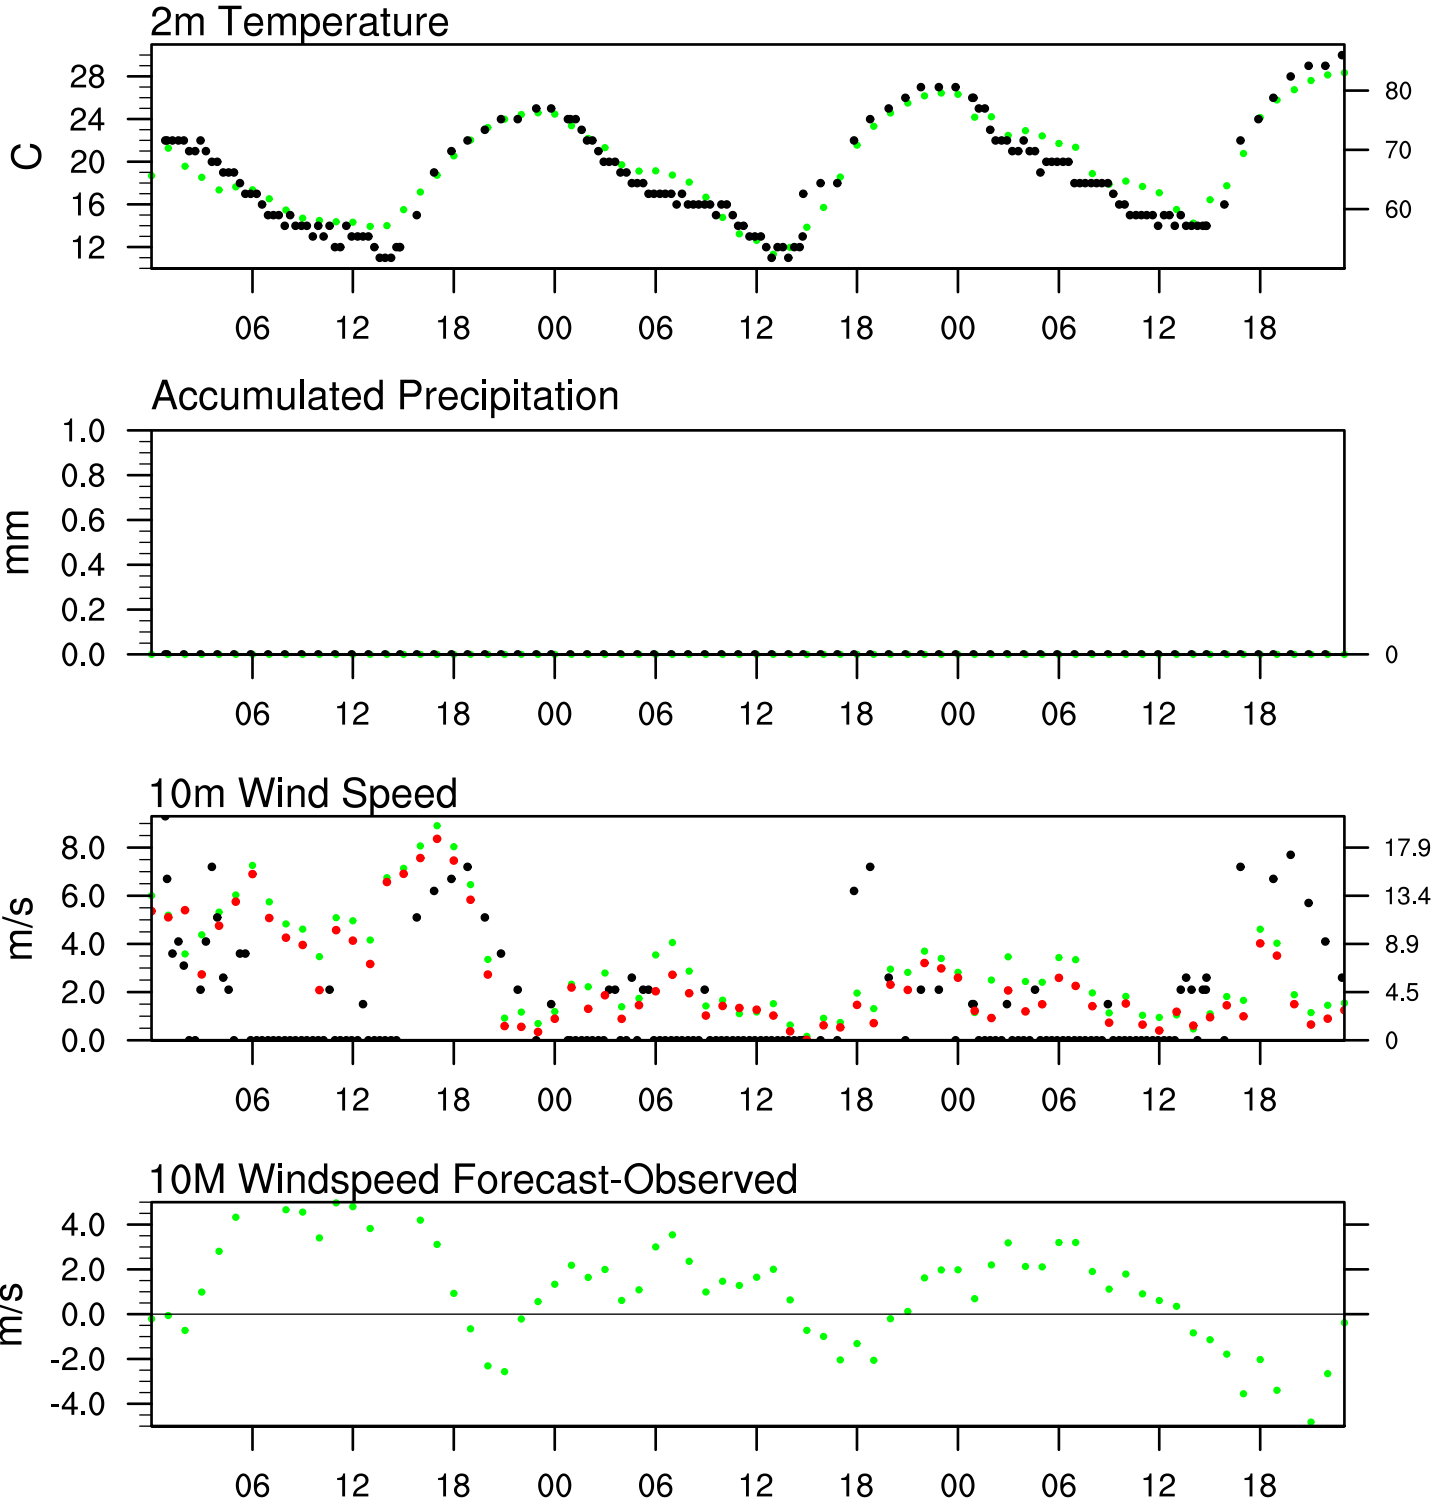 2m Temperature
28
24
20
16
12
C
80
70
60
06 12 18 00 06 12 18 00 06 12 18
Accumulated Precipitation
1.0
0.8
0.6
0.4
0.2
0.0
mm
0
06 12 18 00 06 12 18 00 06 12 18
10m Wind Speed
8.0
6.0
4.0
2.0
0.0
m/s
17.9
13.4
8.9
4.5
0
06 12 18 00 06 12 18 00 06 12 18
10M Windspeed Forecast-Observed
4.0
2.0
0.0
-2.0
-4.0
m/s
06 12 18 00 06 12 18 00 06 12 18